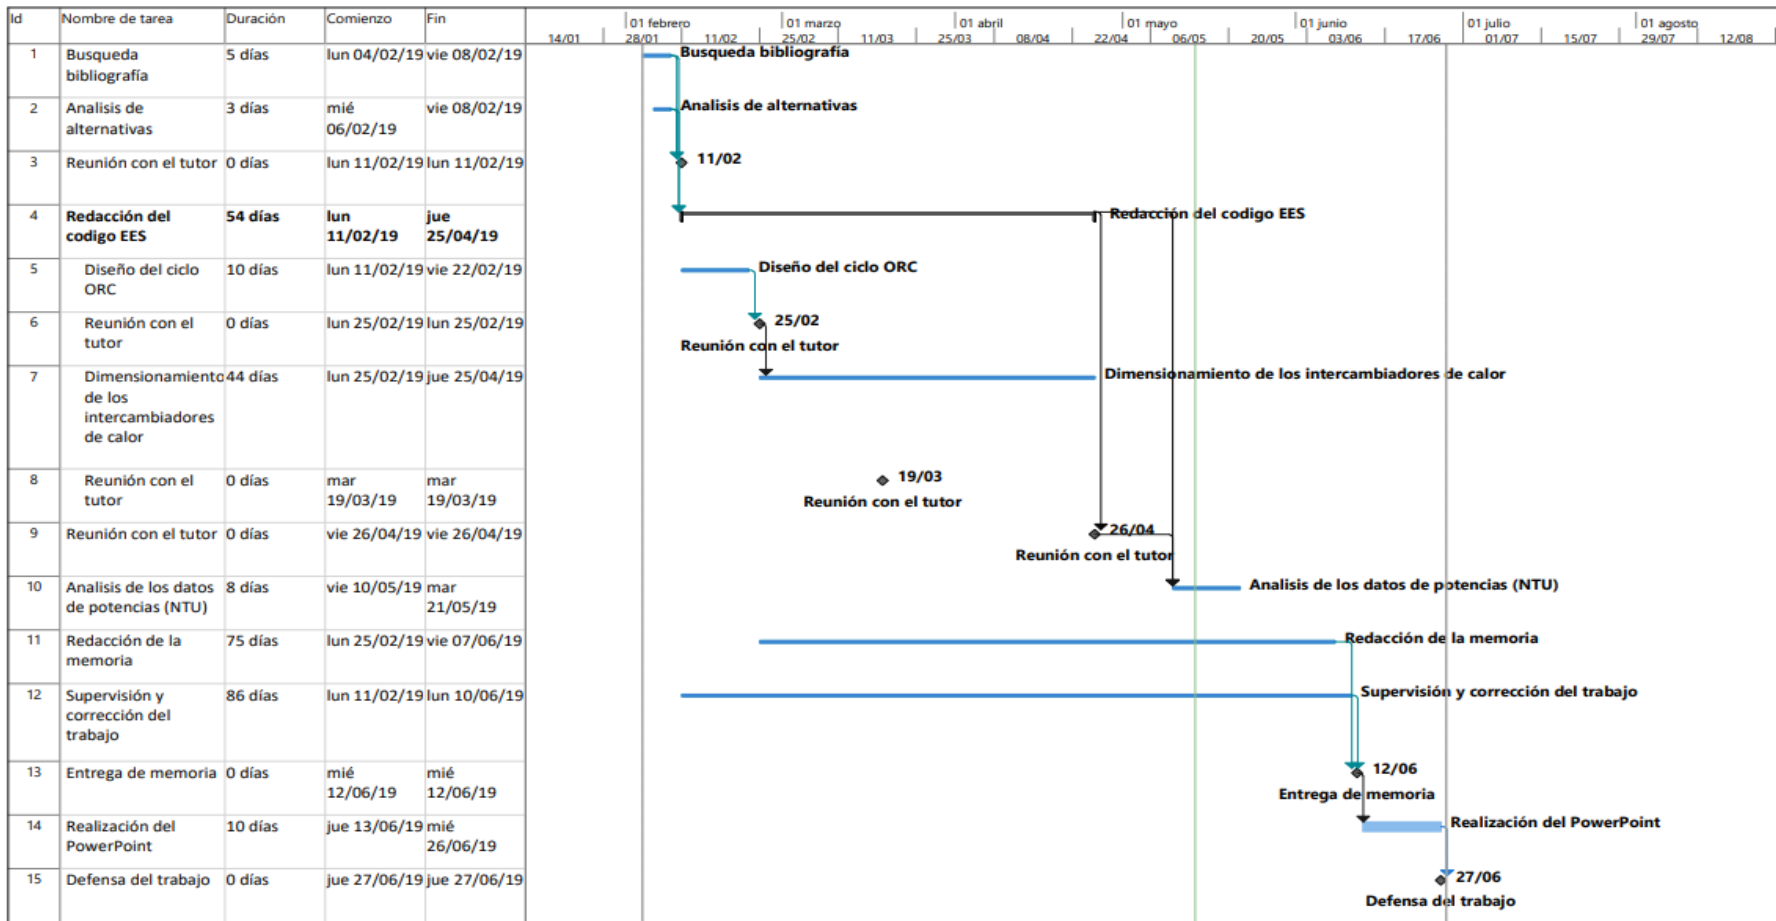 Id Nombre de tarea Duración Comienzo Fin
01 febrero 01 marzo 01 abril 01 mayo 01 junio 01 julio 01 agosto
14/01 28/01 11/02 25/02 11/03 25/03 08/04 22/04 06/05 20/05 03/06 17/06 01/07 15/07 29/07 12/08
1 Busqueda 5 días lun 04/02/19 vie 08/02/19 Busqueda bibliografía
bibliografía
2 Analisis de 3 días mié vie 08/02/19 Analisis de alternativas
alternativas 06/02/19
3 Reunión con el tutor 0 días lun 11/02/19 lun 11/02/19 11/02
4 Redacción del 54 días lun jue Redacción del codigo EES
codigo EES 11/02/19 25/04/19
5 Diseño del ciclo 10 días lun 11/02/19 vie 22/02/19 Diseño del ciclo ORC
ORC
6 Reunión con el 0 días lun 25/02/19 lun 25/02/19 25/02
tutor Reunión con el tutor
7 Dimensionamiento 44 días lun 25/02/19 jue 25/04/19 Dimensionamiento de los intercambiadores de calor
de los
intercambiadores
de calor
8 Reunión con el 0 días mar mar 19/03
tutor 19/03/19 19/03/19 Reunión con el tutor
9 Reunión con el tutor 0 días vie 26/04/19 vie 26/04/19 26/04
Reunión con el tutor
10 Analisis de los datos 8 días vie 10/05/19 mar Analisis de los datos de potencias (NTU)
de potencias (NTU) 21/05/19
11 Redacción de la 75 días lun 25/02/19 vie 07/06/19 Redacción de la memoria
memoria
12 Supervisión y 86 días lun 11/02/19 lun 10/06/19 Supervisión y corrección del trabajo
corrección del
trabajo
13 Entrega de memoria 0 días mié mié 12/06
12/06/19 12/06/19 Entrega de memoria
14 Realización del 10 días jue 13/06/19 mié Realización del PowerPoint
PowerPoint 26/06/19
15 Defensa del trabajo 0 días jue 27/06/19 jue 27/06/19 27/06
Defensa del trabajo